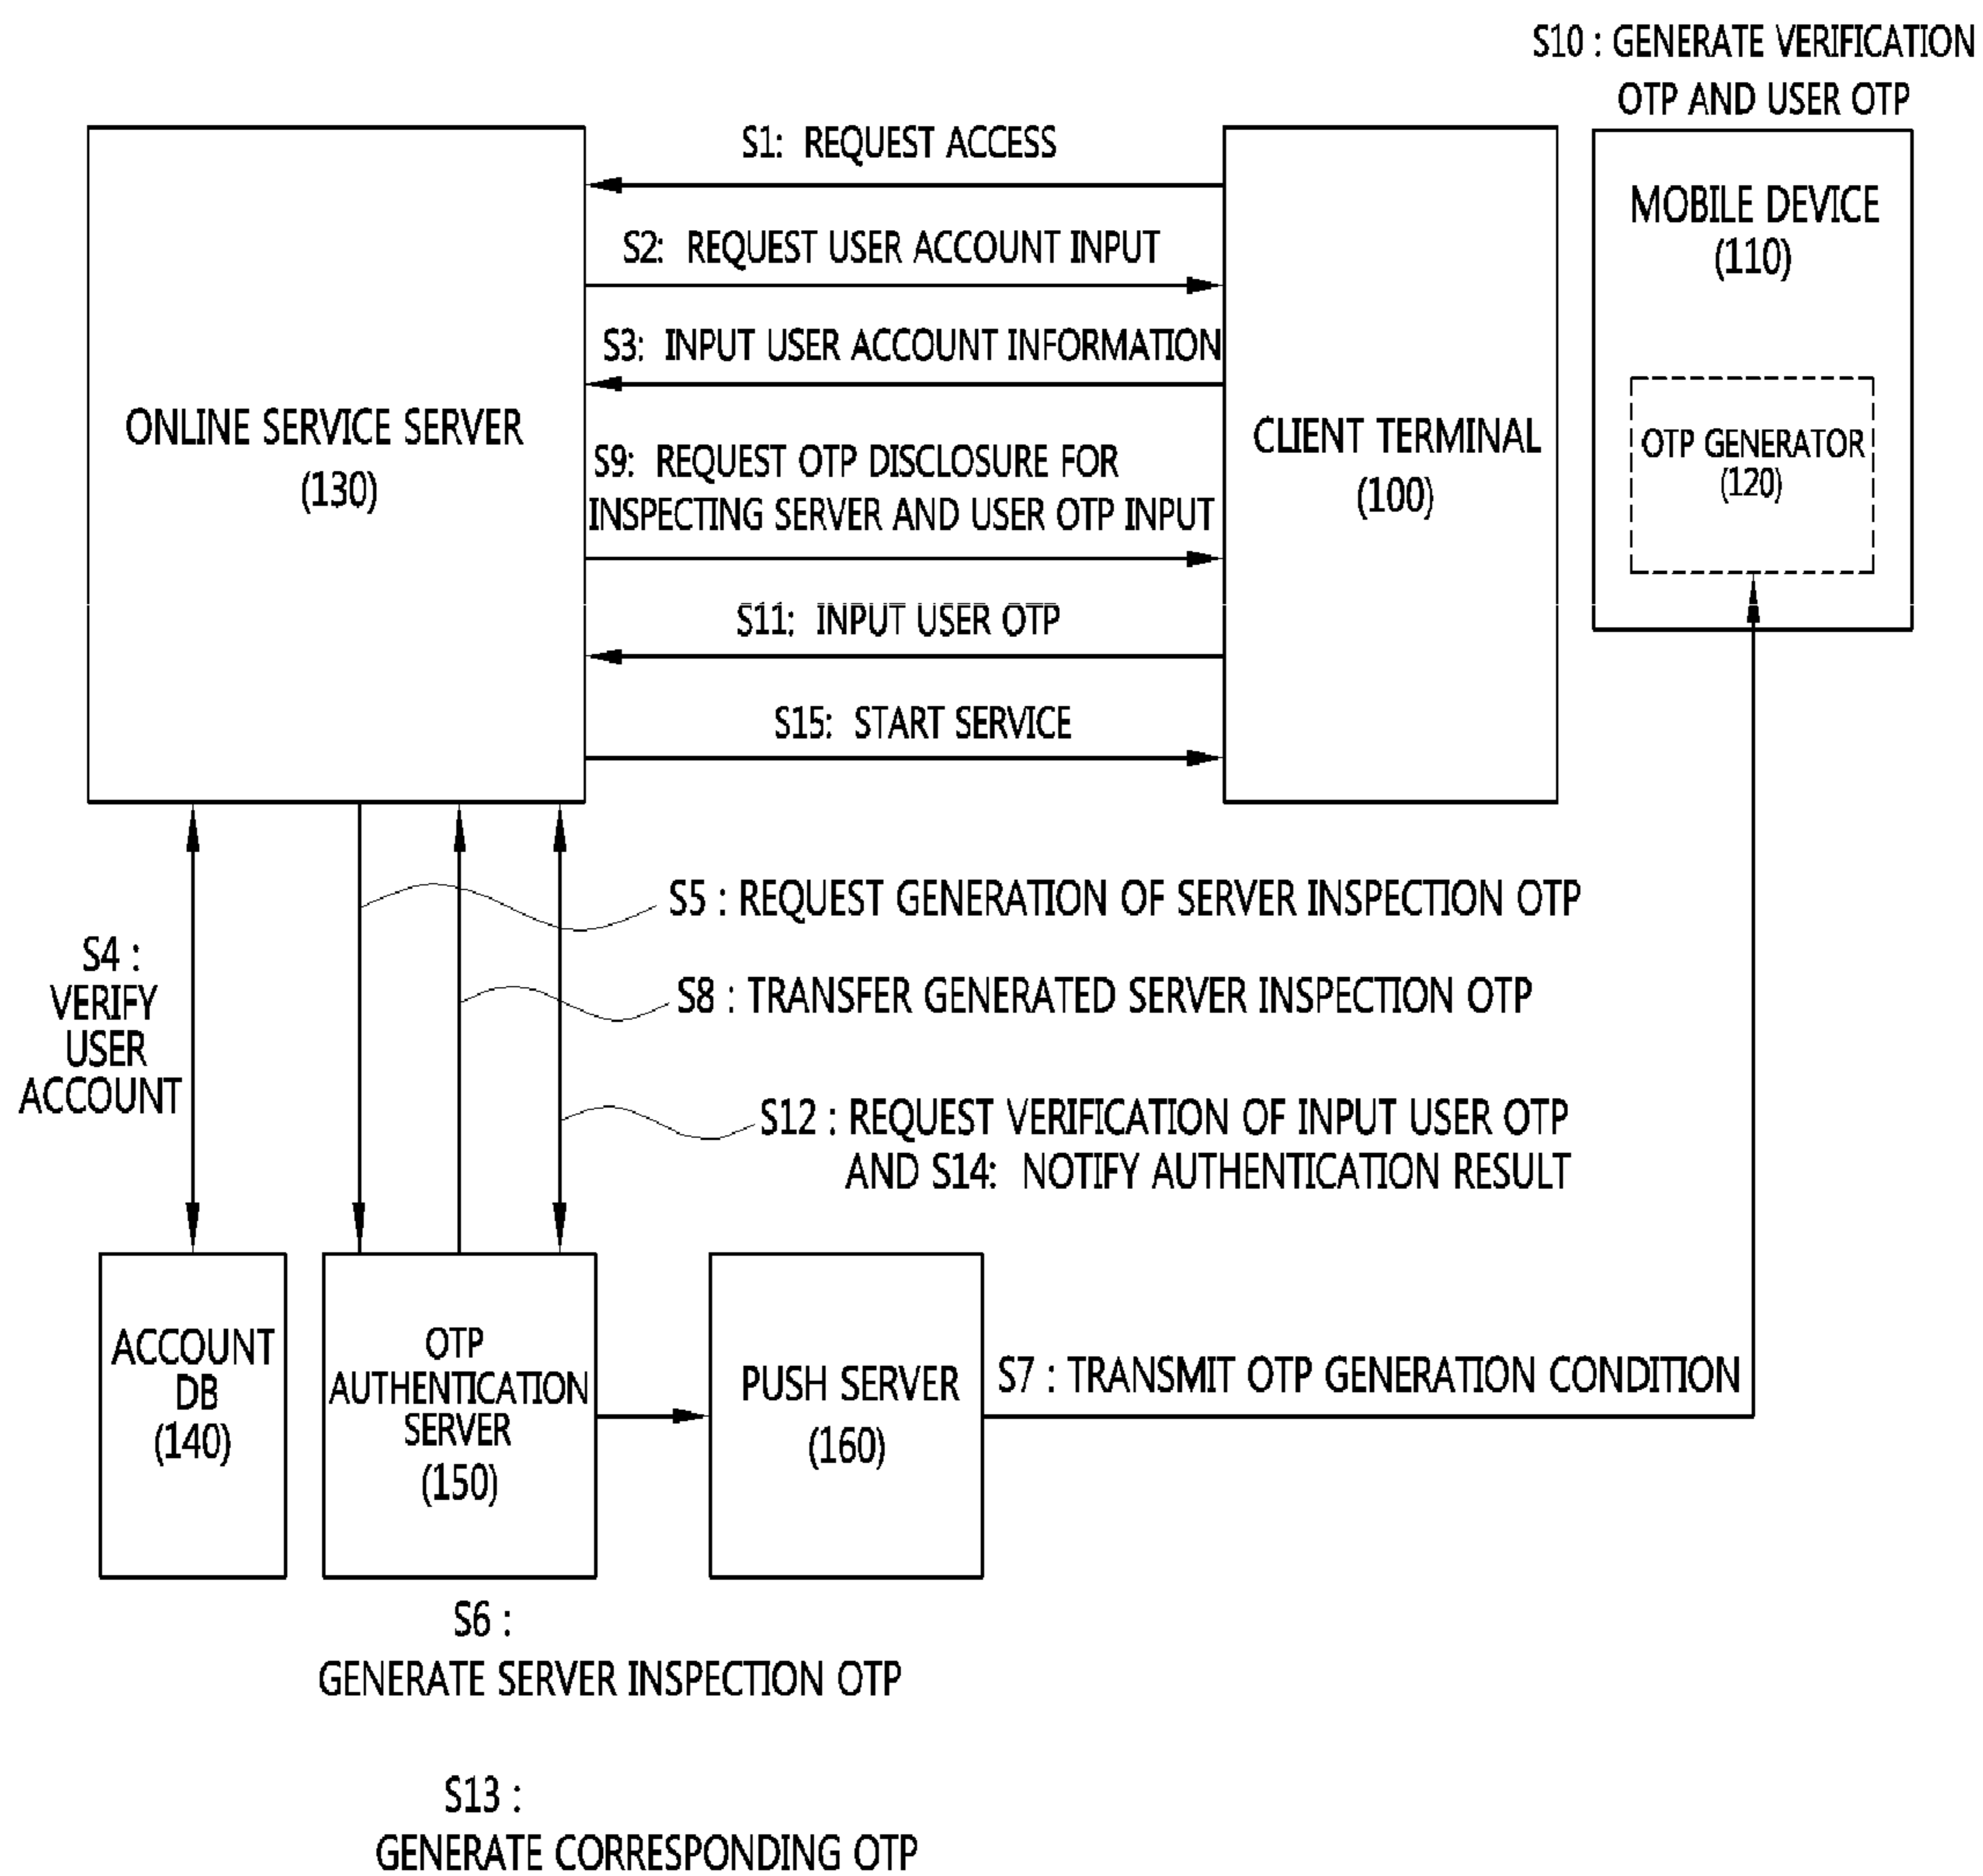 S10 : GENERATE VERIFICATION
OTP AND USER OTP
S1: REQUEST ACCESS
MOBILE DEVICE
(110)
S2: REQUEST USER ACCOUNT INPUT
S3: INPUT USER ACCOUNT INFORMATION
ONLINE SERVICE SERVER
(130)
CLIENT TERMINAL
(100)
OTP GENERATOR
(120)
S9: REQUEST OTP DISCLOSURE FOR
INSPECTING SERVER AND USER OTP INPUT
S11: INPUT USER OTP
S15: START SERVICE
S5 : REQUEST GENERATION OF SERVER INSPECTION OTP
S4 :
VERIFY
USER
ACCOUNT
S8 : TRANSFER GENERATED SERVER INSPECTION OTP
S12 : REQUEST VERIFICATION OF INPUT USER OTP
AND S14: NOTIFY AUTHENTICATION RESULT
ACCOUNT
DB
(140)
OTP
AUTHENTICATION
SERVER
(150)
PUSH SERVER
(160)
S7 : TRANSMIT OTP GENERATION CONDITION
S6 :
GENERATE SERVER INSPECTION OTP
S13 :
GENERATE CORRESPONDING OTP